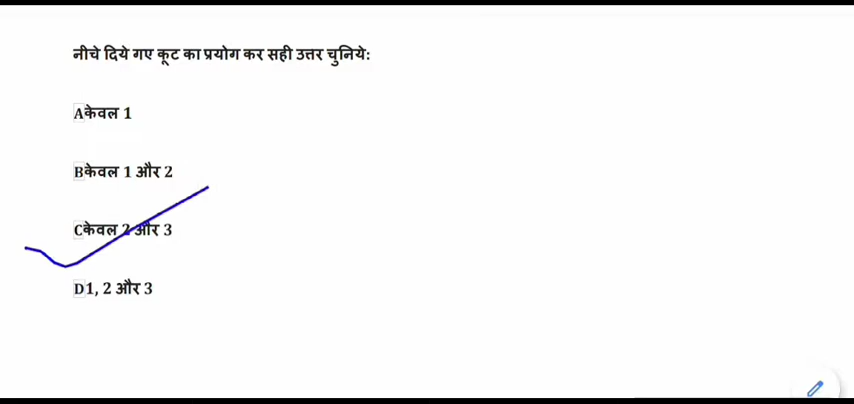 नीचे दिये गए कूट का प्रयोग कर सही उत्तर चुनिये:
Aकेवल 1
Bकेवल 1 और 2
Cकेवल 2 और 3
D1, 2 और 3